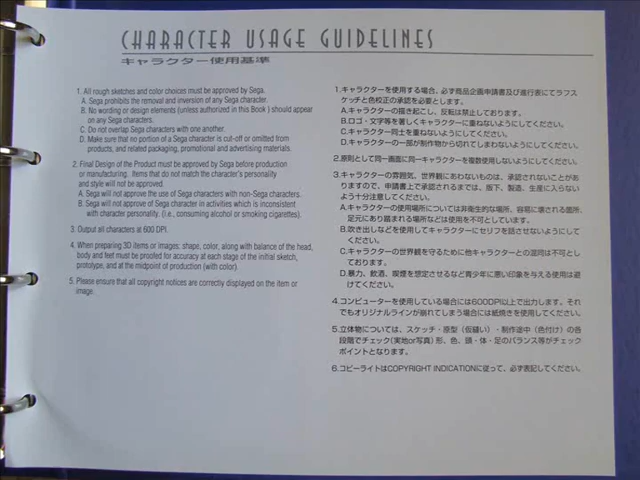 CHARACTER USAGE GUIDELINES
キャラクター使用基準
1. All rough sketches and color choices must be approved by Sega.
A. Sega prohibits the removal and inversion of any Sega character.
B. No wording or design elements (unless authorized in this Book ) should appear
on any Sega characters.
C. Do not overlap Sega characters with one another.
D. Make sure that no portion of a Sega character is cut-off or omitted from
products, and related packaging, promotional and advertising materials.
2. Final Design of the Product must be approved by Sega before production
or manufacturing. Items that do not match the character's personality
and style will not be approved.
A. Sega will not approve the use of Sega characters with non-Sega characters.
B. Sega will not approve of Sega character in activities which is inconsistent
with character personality. (i.e., consuming alcohol or smoking cigarettes).
3. Output all characters at 600 DPI.
4. When preparing 3D items or images: shape, color, along with balance of the head,
body and feet must be proofed for accuracy at each stage of the initial sketch,
prototype, and at the midpoint of production (with color).
5. Please ensure that all copyright notices are correctly displayed on the item or
image.
1.キャラクターを使用する場合、必ず商品企画申請書及び進行表にてラフス
ケッチと色校正の承認を必要とします。
A.キャラクターの描き起こし、反転は禁止しております。
B.ロゴ・文字等を著しくキャラクターに重ねないようにしてください。
C.キャラクター同士を重ねないようにしてください。
D.キャラクターの一部が制作物から切れてしまわないようにしてください。
2.原則として同一画面に同一キャラクターを複数使用しないようにしてください。
3.キャラクターの雰囲気、世界観にあわないものは、承認されないことがあ
りますので、申請書上で承認されるまでは、版下、製造、生産に入らない
よう十分注意してください。
A.キャラクターの使用場所については非衛生的な場所、容易に壊される箇所、
足元にあり踏まれる場所などは使用を不可としています。
B.吹き出しなどを使用してキャラクターにセリフを話させないようにして
ください。
C.キャラクターの世界観を守るために他キャラクターとの混同は不可とし
ております。
D.暴力、飲酒、喫煙を想定させるなど青少年に悪い印象を与える使用は避
けてください。
4.コンピューターを使用している場合には600DPI以上で出力します。それ
でもオリジナルラインが崩れてしまう場合には紙焼きを使用してください。
5.立体物については、スケッチ・原型（仮縫い）・制作途中（色付け）の各
段階でチェック(実地or写真）形、色、頭・体・足のバランス等がチェック
ポイントとなります。
6.コピーライトはCOPYRIGHT INDICATIONに従って、必ず表記してください。